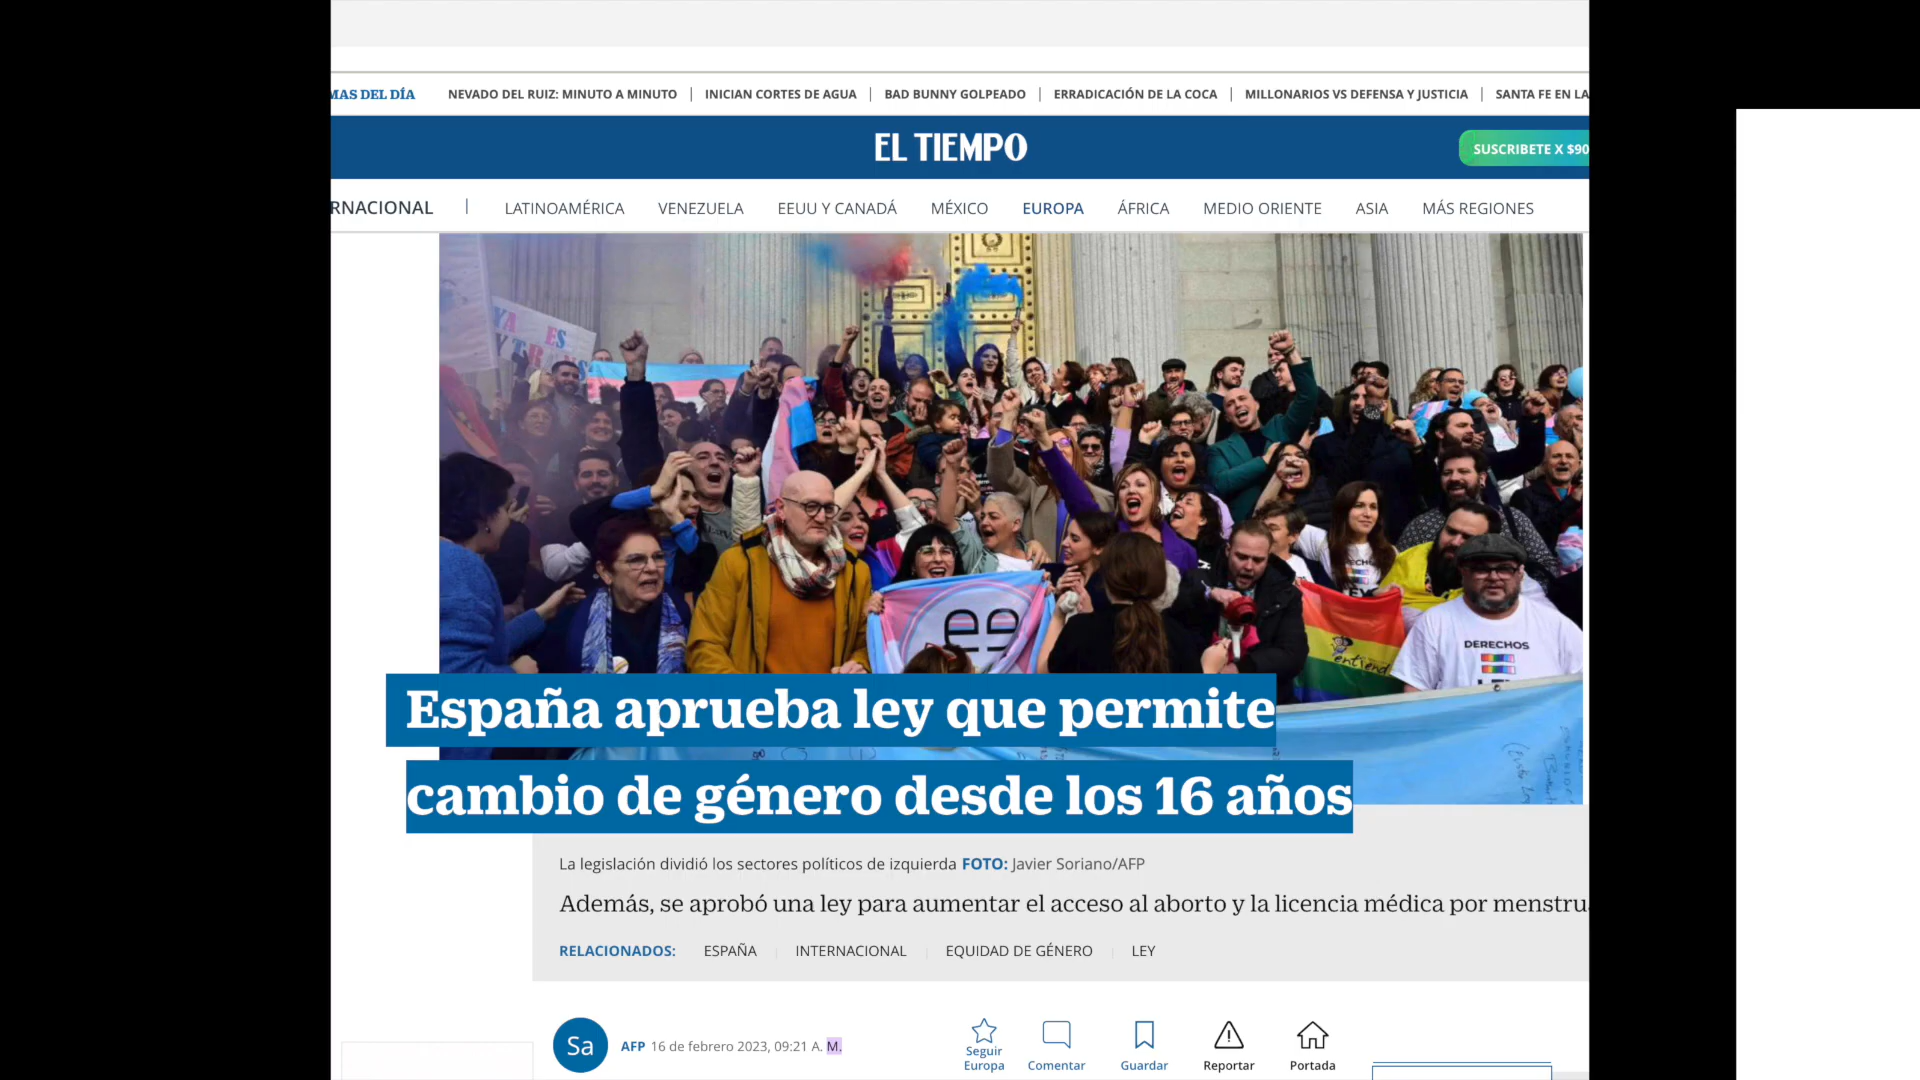 MAS DEL DÍA NEVADO DEL RUIZ: MINUTO A MINUTO | INICIAN CORTES DE AGUA | BAD BUNNY GOLPEADO | ERRADICACIÓN DE LA COCA | MILLONARIOS VS DEFENSA Y JUSTICIA | SANTA FE EN LA
EL TIEMPO
SUSCRIBETE X $90
RNACIONAL | LATINOAMÉRICA VENEZUELA EEUU Y CANADÁ MÉXICO EUROPA ÁFRICA MEDIO ORIENTE ASIA MÁS REGIONES
YA ES
entiend
DERECHOS
España aprueba ley que permite
cambio de género desde los 16 años
La legislación dividió los sectores políticos de izquierda FOTO: Javier Soriano/AFP
Además, se aprobó una ley para aumentar el acceso al aborto y la licencia médica por menstru
RELACIONADOS: ESPAÑA INTERNACIONAL EQUIDAD DE GÉNERO LEY
Sa AFP 16 de febrero 2023, 09:21 A. M.
Seguir
Europa Comentar Guardar Reportar Portada